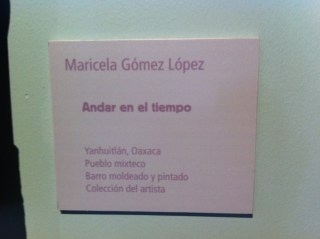 Maricela Gómez López
Andar en el tiempo
Yanhuitlán, Oaxaca
Pueblo mixteco
Barro moldeado y pintado
Colección del artista